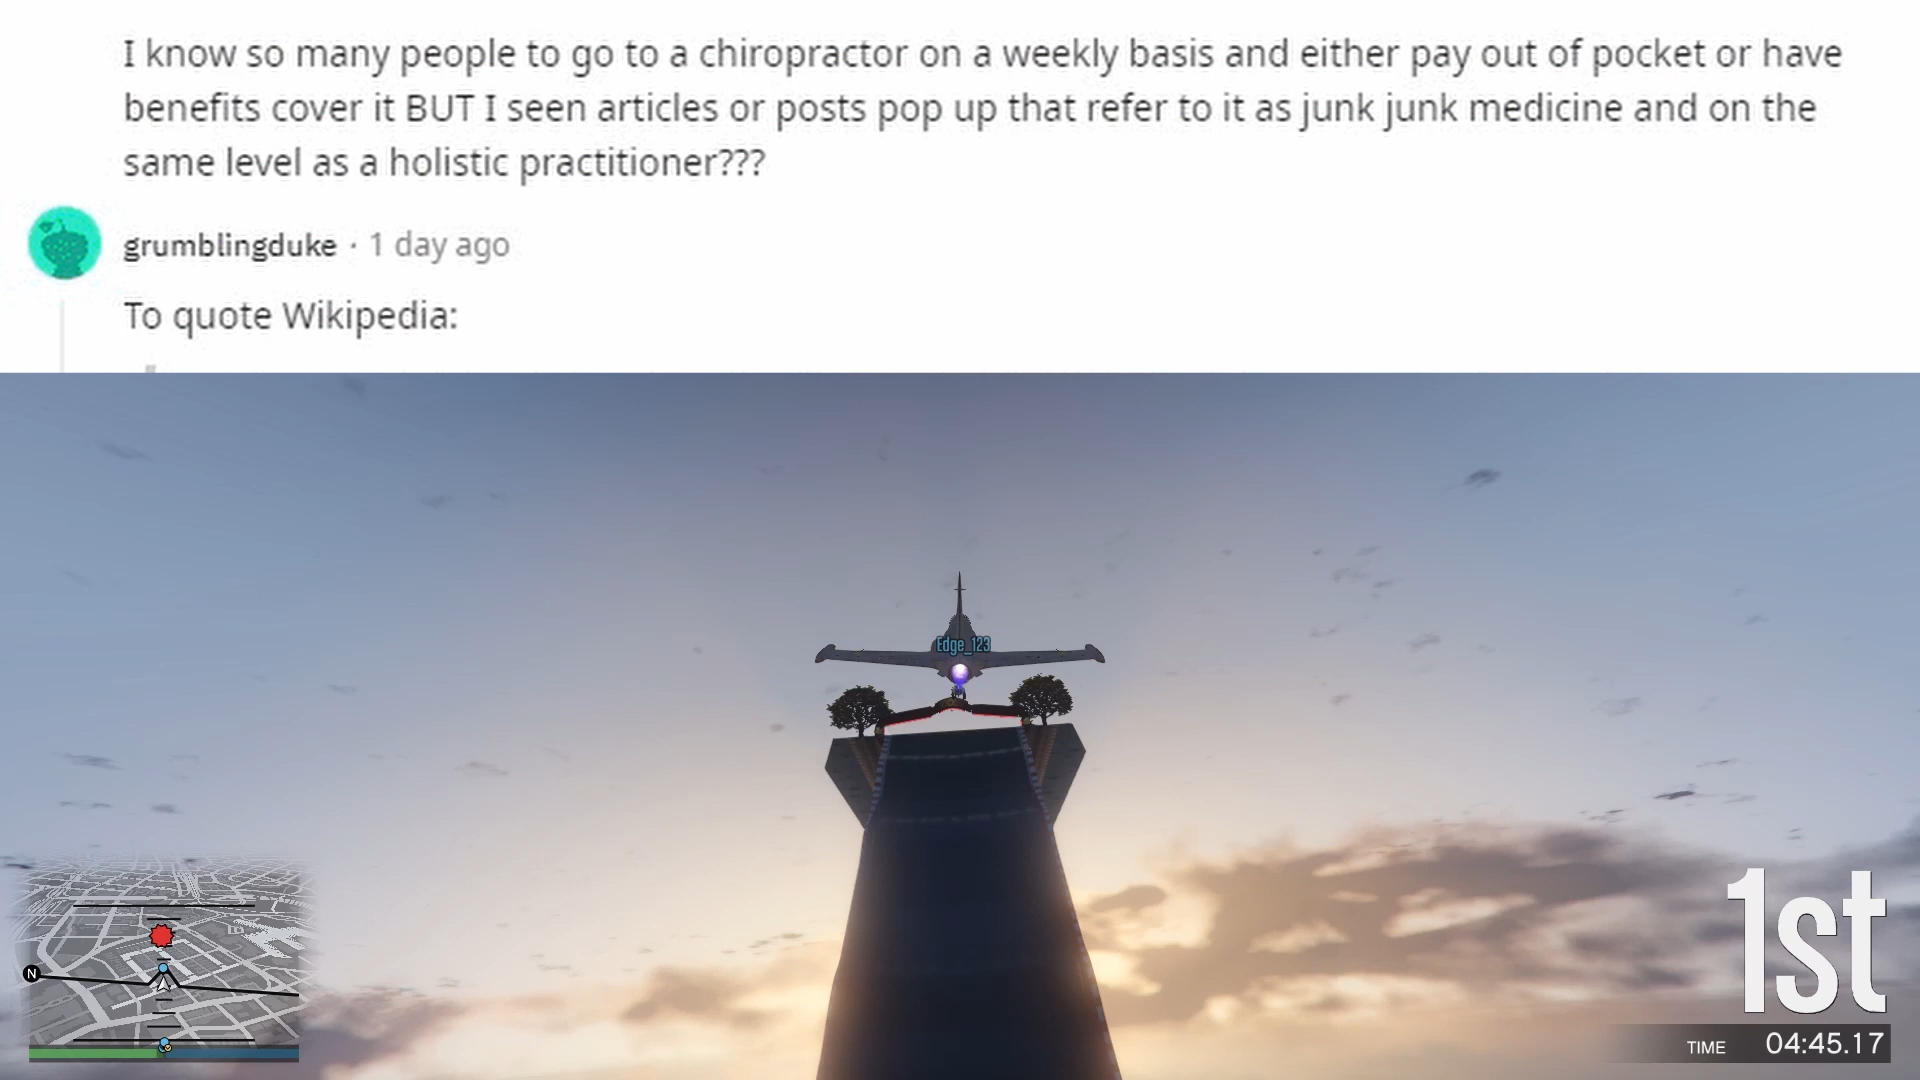 I know so many people to go to a chiropractor on a weekly basis and either pay out of pocket or have
benefits cover it BUT I seen articles or posts pop up that refer to it as junk junk medicine and on the
same level as a holistic practitioner???
grumblingduke · 1 day ago
To quote Wikipedia:
Edge_123
N
1st
TIME 04:45.17